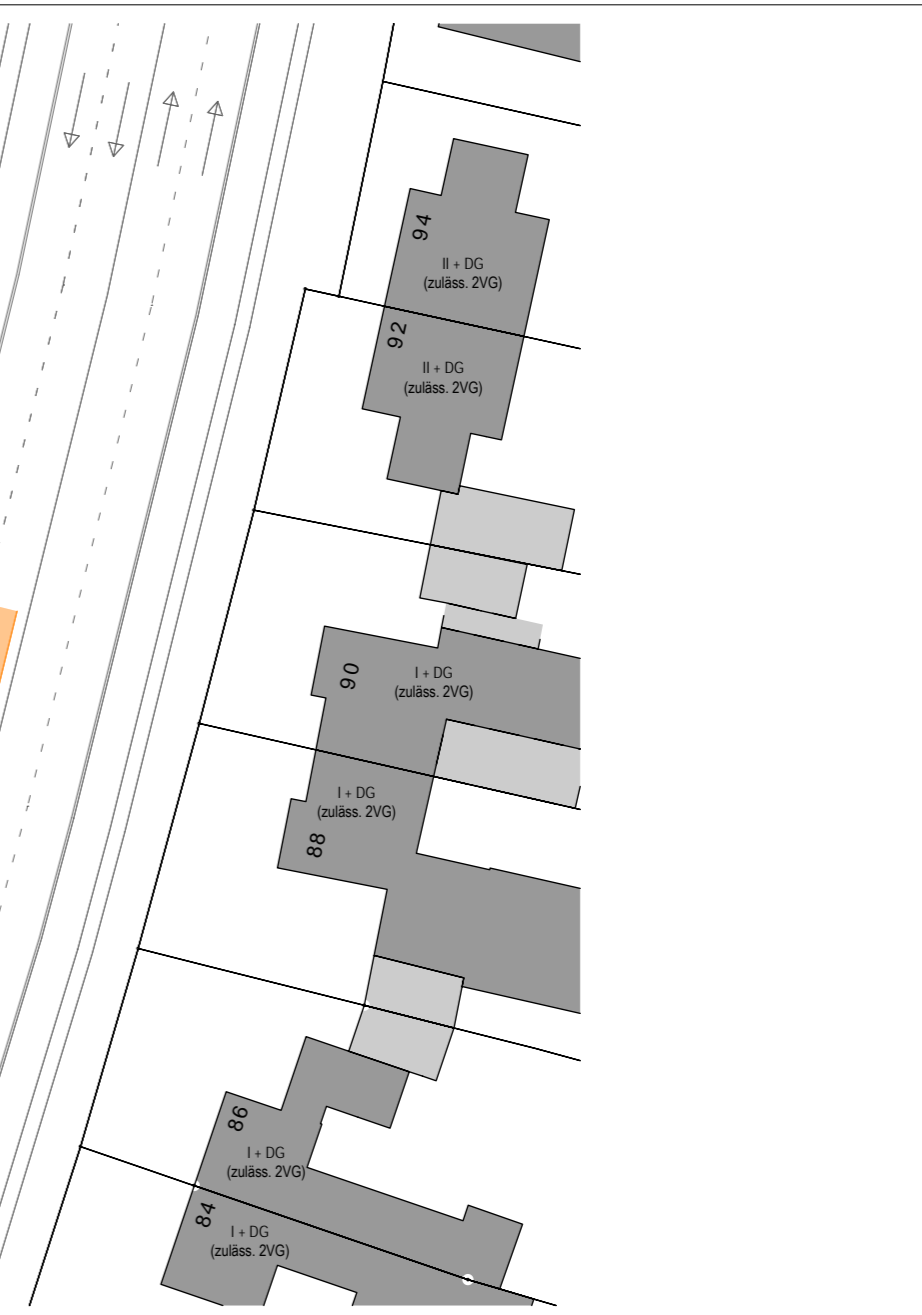 94
II + DG
(zuläss. 2VG)
92
II + DG
(zuläss. 2VG)
90
I + DG
(zuläss. 2VG)
I + DG
(zuläss. 2VG)
88
86
I + DG
(zuläss. 2VG)
84
I + DG
(zuläss. 2VG)